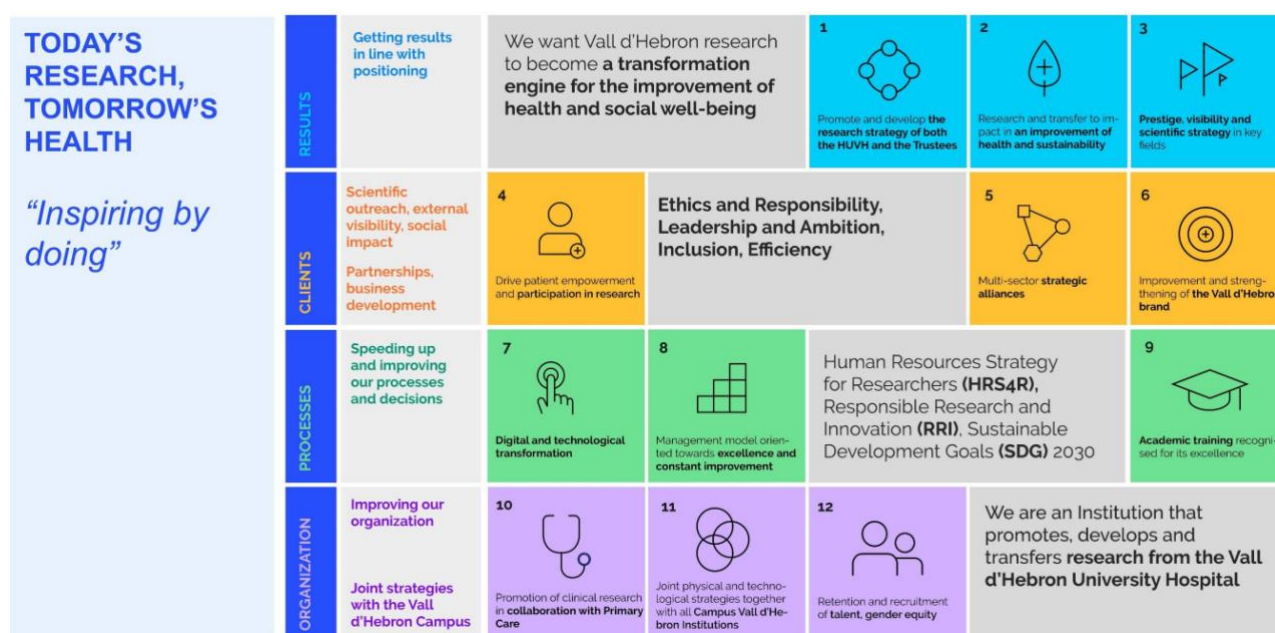 TODAY'S
RESEARCH,
TOMORROW'S
HEALTH
“Inspiring by
doing”
RESULTS
Getting results
in line with
positioning
We want Vall d'Hebron research
to become a transformation
engine for the improvement of
health and social well-being
1
Promote and develop the
research strategy of both
the HUVH and the Trustees
2
Research and transfer to im-
pact in an improvement of
health and sustainability
3
Prestige, visibility and
scientific strategy in key
fields
CLIENTS
Scientific
outreach, external
visibility, social
impact
Partnerships,
business
development
4
Drive patient empowerment
and participation in research
Ethics and Responsibility,
Leadership and Ambition,
Inclusion, Efficiency
5
Multi-sector strategic
alliances
6
Improvement and streng-
thening of the Vall d'Hebro
brand
PROCESSES
Speeding up
and improving
our processes
and decisions
7
Digital and technological
transformation
8
Management model orien-
ted towards excellence and
constant improvement
Human Resources Strategy
for Researchers (HRS4R),
Responsible Research and
Innovation (RRI), Sustainable
Development Goals (SDG) 2030
9
Academic training recogni-
sed for its excellence
ORGANIZATION
Improving our
organization
Joint strategies
with the Vall
d'Hebron Campus
10
Promotion of clinical research
in collaboration with Primary
Care
11
Joint physical and techno-
logical strategies together
with all Campus Vall d'He-
bron Institutions
12
Retention and recruitment
of talent, gender equity
We are an Institution that
promotes, develops and
transfers research from the Vall
d'Hebron University Hospital